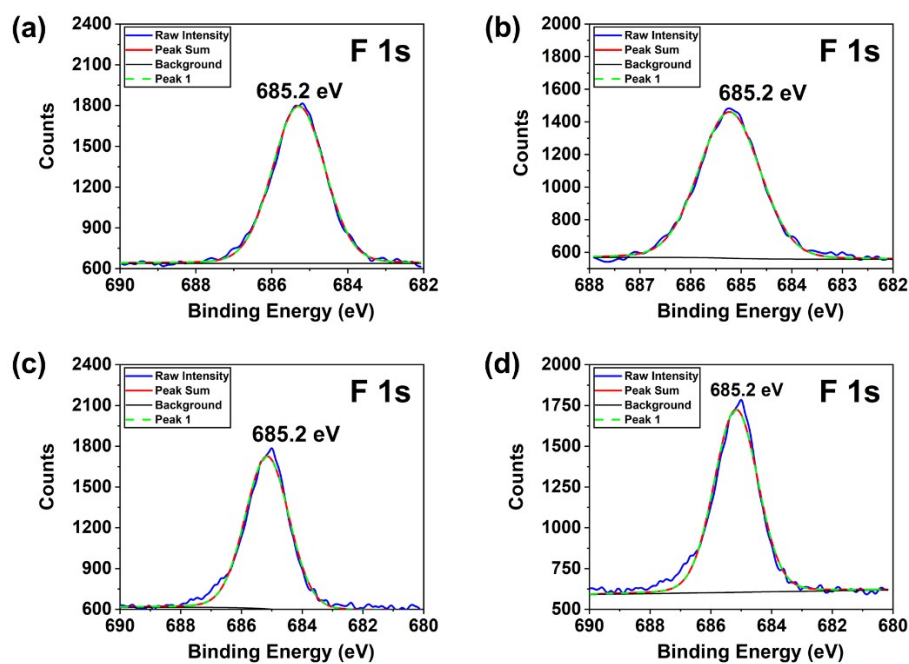 (a)
2400
2100
1800
1500
1200
900
600
Counts
Raw Intensity
Peak Sum
Background
Peak 1
F 1s
685.2 eV
690 688 686 684 682
Binding Energy (eV)
(b)
2000
1800
1600
1400
1200
1000
800
600
400
Counts
Raw Intensity
Peak Sum
Background
Peak 1
F 1s
685.2 eV
688 687 686 685 684 683 682
Binding Energy (eV)
(c)
2400
2100
1800
1500
1200
900
600
Counts
Raw Intensity
Peak Sum
Background
Peak 1
F 1s
685.2 eV
690 688 686 684 682 680
Binding Energy (eV)
(d)
2000
1750
1500
1250
1000
750
500
Counts
Raw Intensity
Peak Sum
Background
Peak 1
F 1s
685.2 eV
690 688 686 684 682 680
Binding Energy (eV)